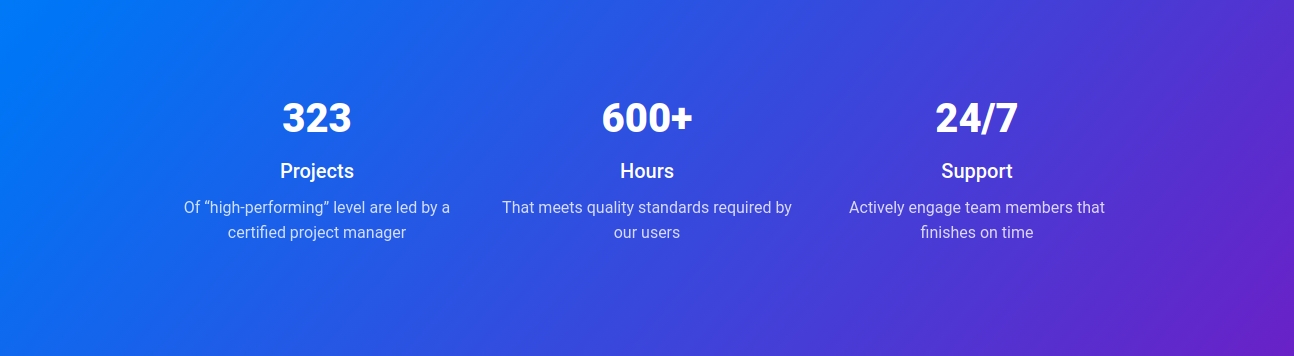 323
Projects
Of “high-performing” level are led by a
certified project manager
600+
Hours
That meets quality standards required by
our users
24/7
Support
Actively engage team members that
finishes on time